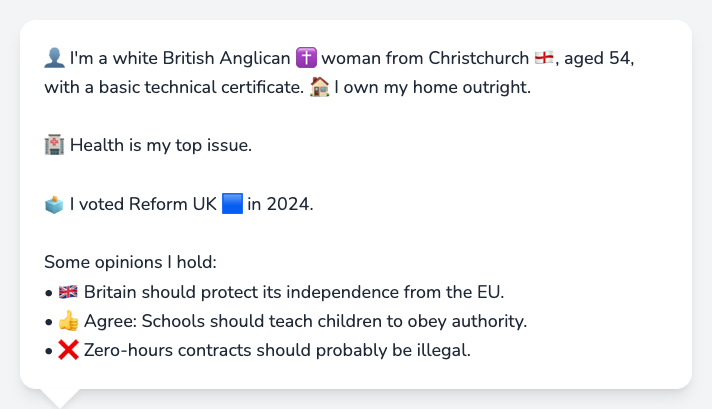 👤 I'm a white British Anglican ✝️ woman from Christchurch 🏴󠁧󠁢󠁥󠁮󠁧󠁿, aged 54,
with a basic technical certificate. 🏠 I own my home outright.
🏥 Health is my top issue.
🗳️ I voted Reform UK 🟦 in 2024.
Some opinions I hold:
• 🇬🇧 Britain should protect its independence from the EU.
• 👍 Agree: Schools should teach children to obey authority.
• ❌ Zero-hours contracts should probably be illegal.